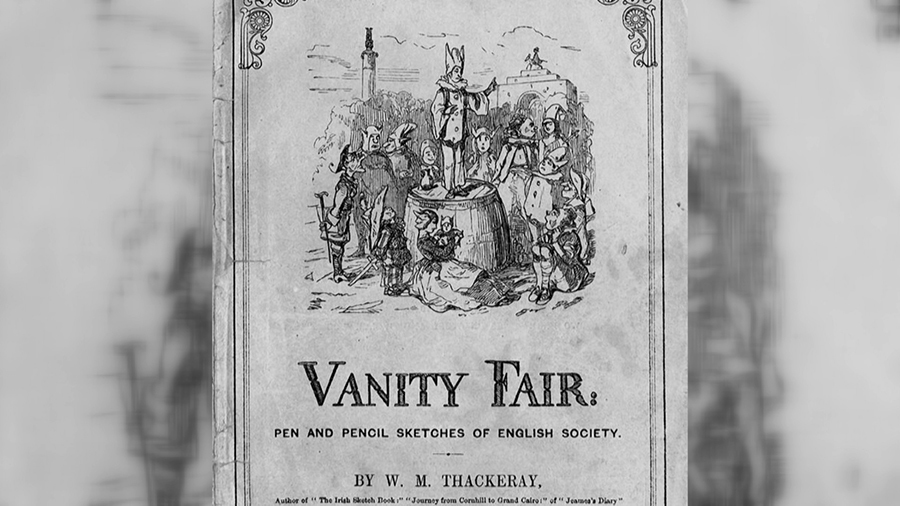 VANITY FAIR:
PEN AND PENCIL SKETCHES OF ENGLISH SOCIETY.
BY W. M. THACKERAY,
Author of "The Irish Sketch Book:" "Journey from Cornhill to Grand Cairo:" of "Jeames's Diary"